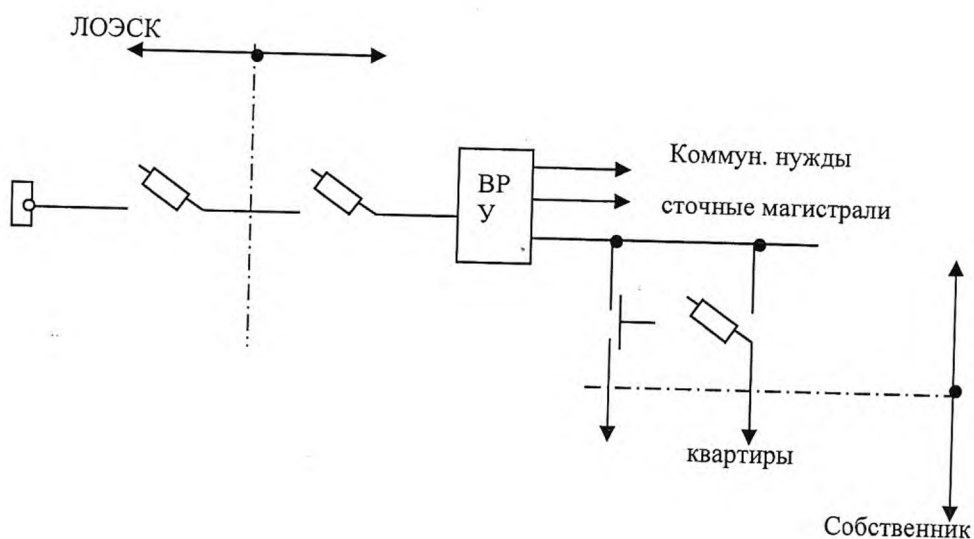 ЛОЭСК
Коммун. нужды
ВР
У
сточные магистрали
квартиры
Собственник